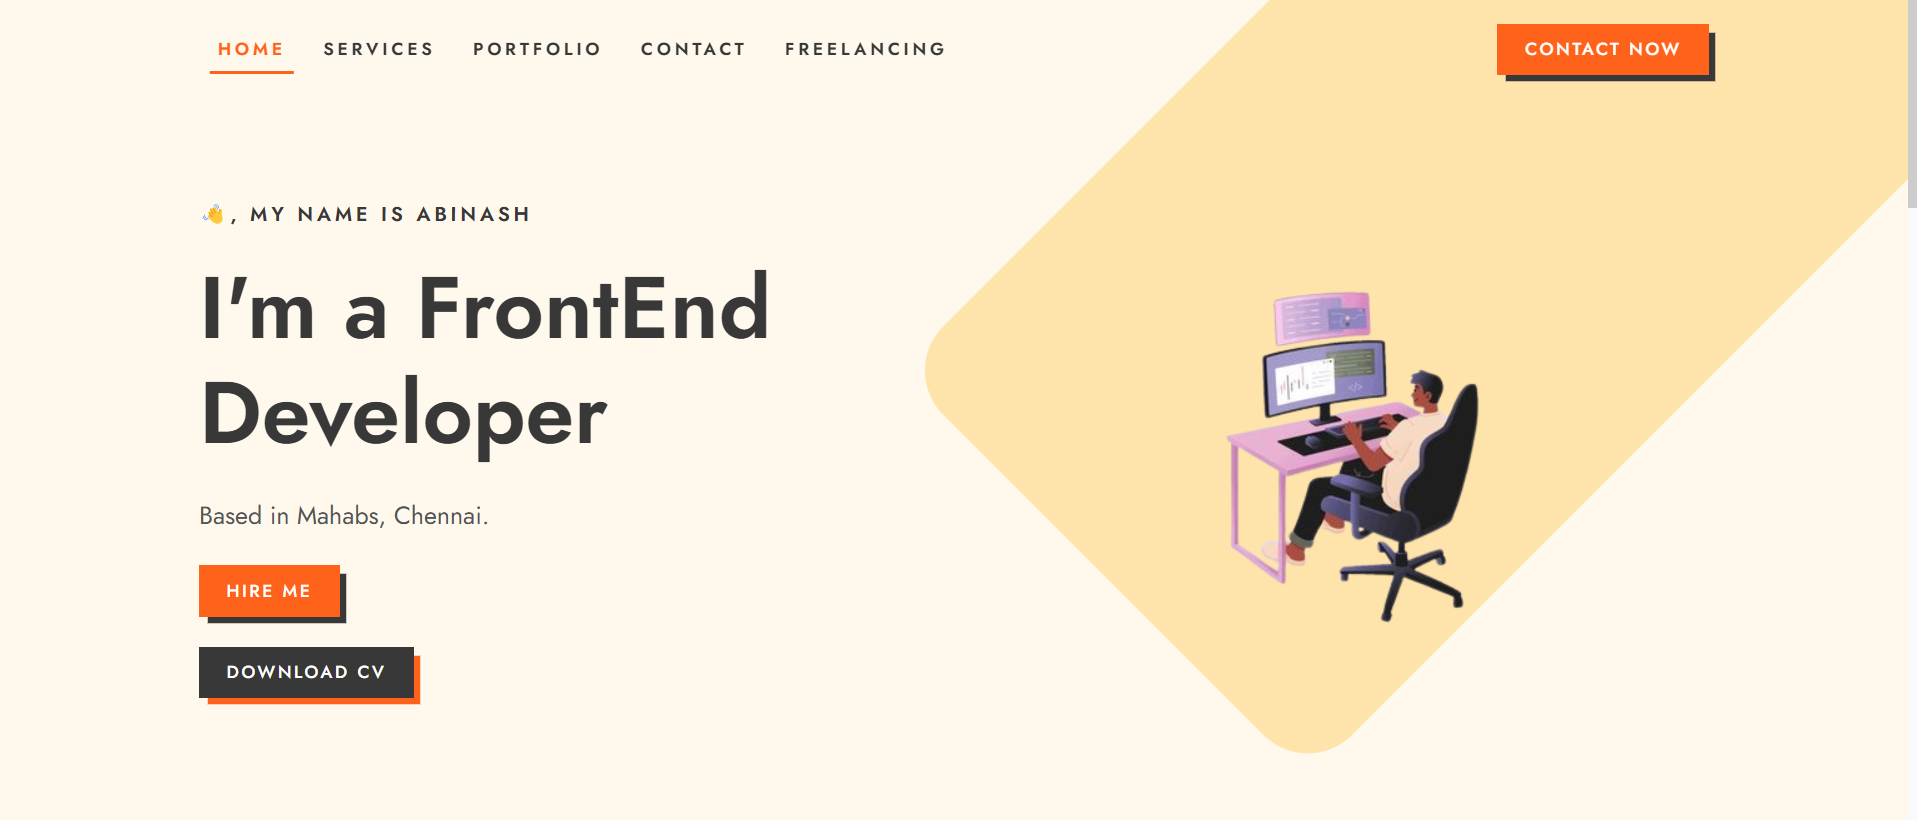 HOME SERVICES PORTFOLIO CONTACT FREELANCING CONTACT NOW
👋, MY NAME IS ABINASH
I'm a FrontEnd
Developer
Based in Mahabs, Chennai.
HIRE ME
DOWNLOAD CV